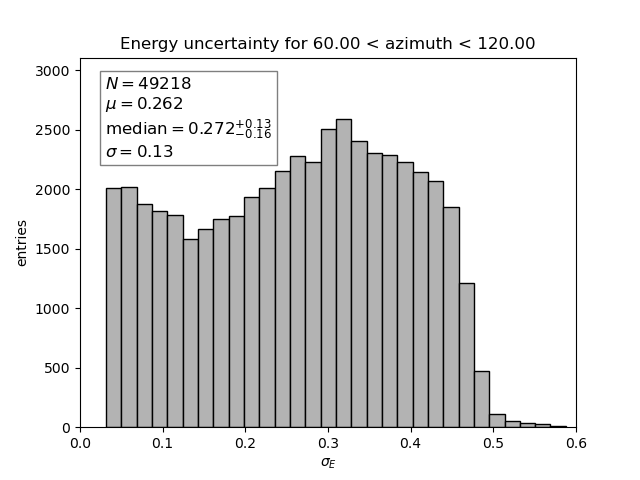 Energy uncertainty for 60.00 < azimuth < 120.00
3000
2500
2000
1500
1000
500
0
entries
N = 49218
μ = 0.262
median = 0.272 +0.13 −0.16
σ = 0.13
0.0 0.1 0.2 0.3 0.4 0.5 0.6
σE